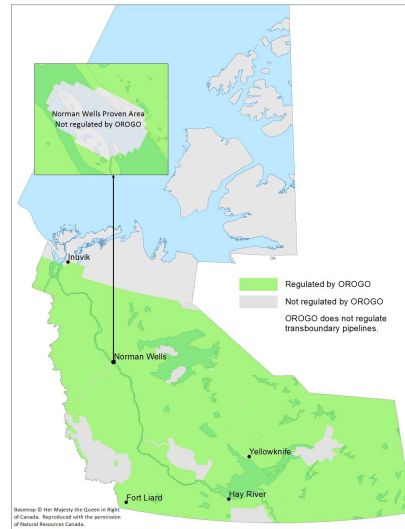 Norman Wells Proven Area
Not regulated by OROGO
Inuvik
Regulated by OROGO
Not regulated by OROGO
OROGO does not regulate
transboundary pipelines.
Norman Wells
Yellowknife
Hay River
Fort Liard
Basemap © Her Majesty the Queen in Right
of Canada. Reproduced with the permission
of Natural Resources Canada.